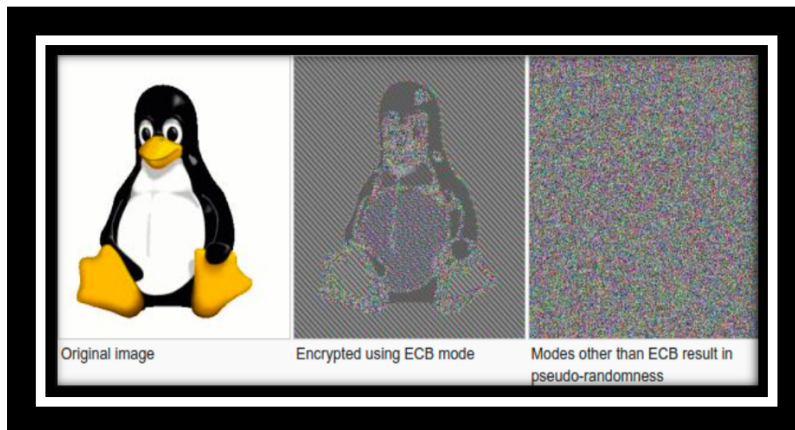 Original image
Encrypted using ECB mode
Modes other than ECB result in
pseudo-randomness